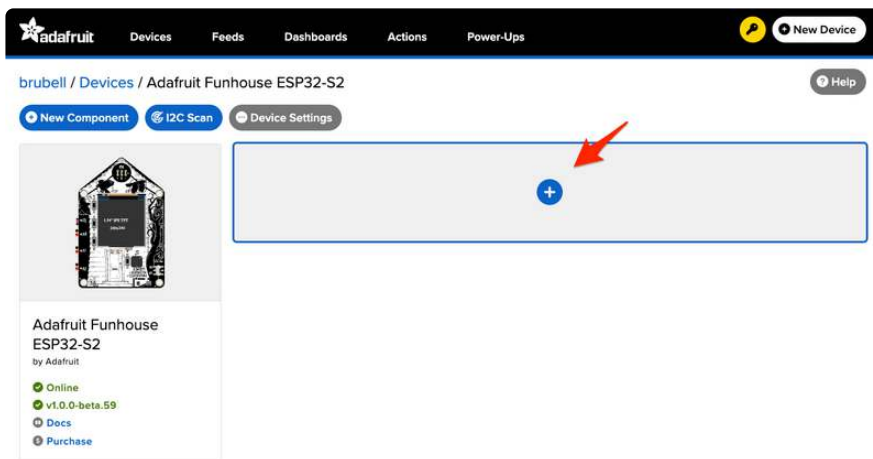 adafruit Devices Feeds Dashboards Actions Power-Ups New Device
brubell / Devices / Adafruit Funhouse ESP32-S2 Help
New Component I2C Scan Device Settings
Adafruit Funhouse
ESP32-S2
by Adafruit
Online
v1.0.0-beta.59
Docs
Purchase